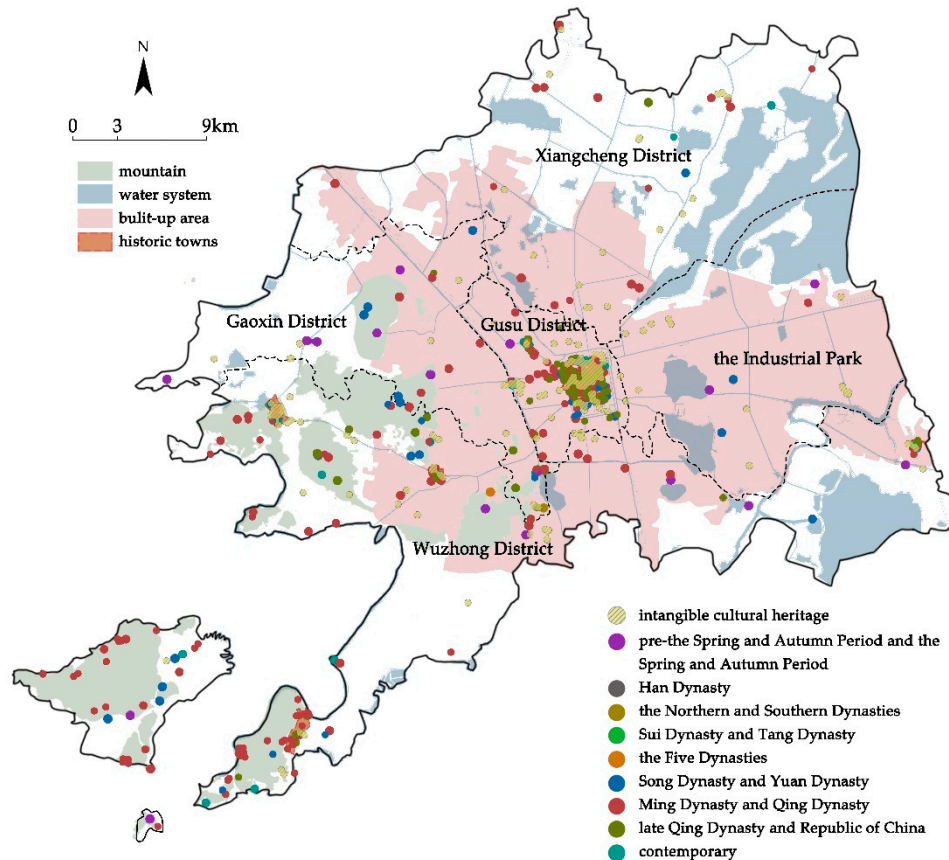 N
0 3 9km
mountain
water system
bulit-up area
historic towns
Xiangcheng District
Gaoxin District
Gusu District
the Industrial Park
Wuzhong District
intangible cultural heritage
pre-the Spring and Autumn Period and the
Spring and Autumn Period
Han Dynasty
the Northern and Southern Dynasties
Sui Dynasty and Tang Dynasty
the Five Dynasties
Song Dynasty and Yuan Dynasty
Ming Dynasty and Qing Dynasty
late Qing Dynasty and Republic of China
contemporary